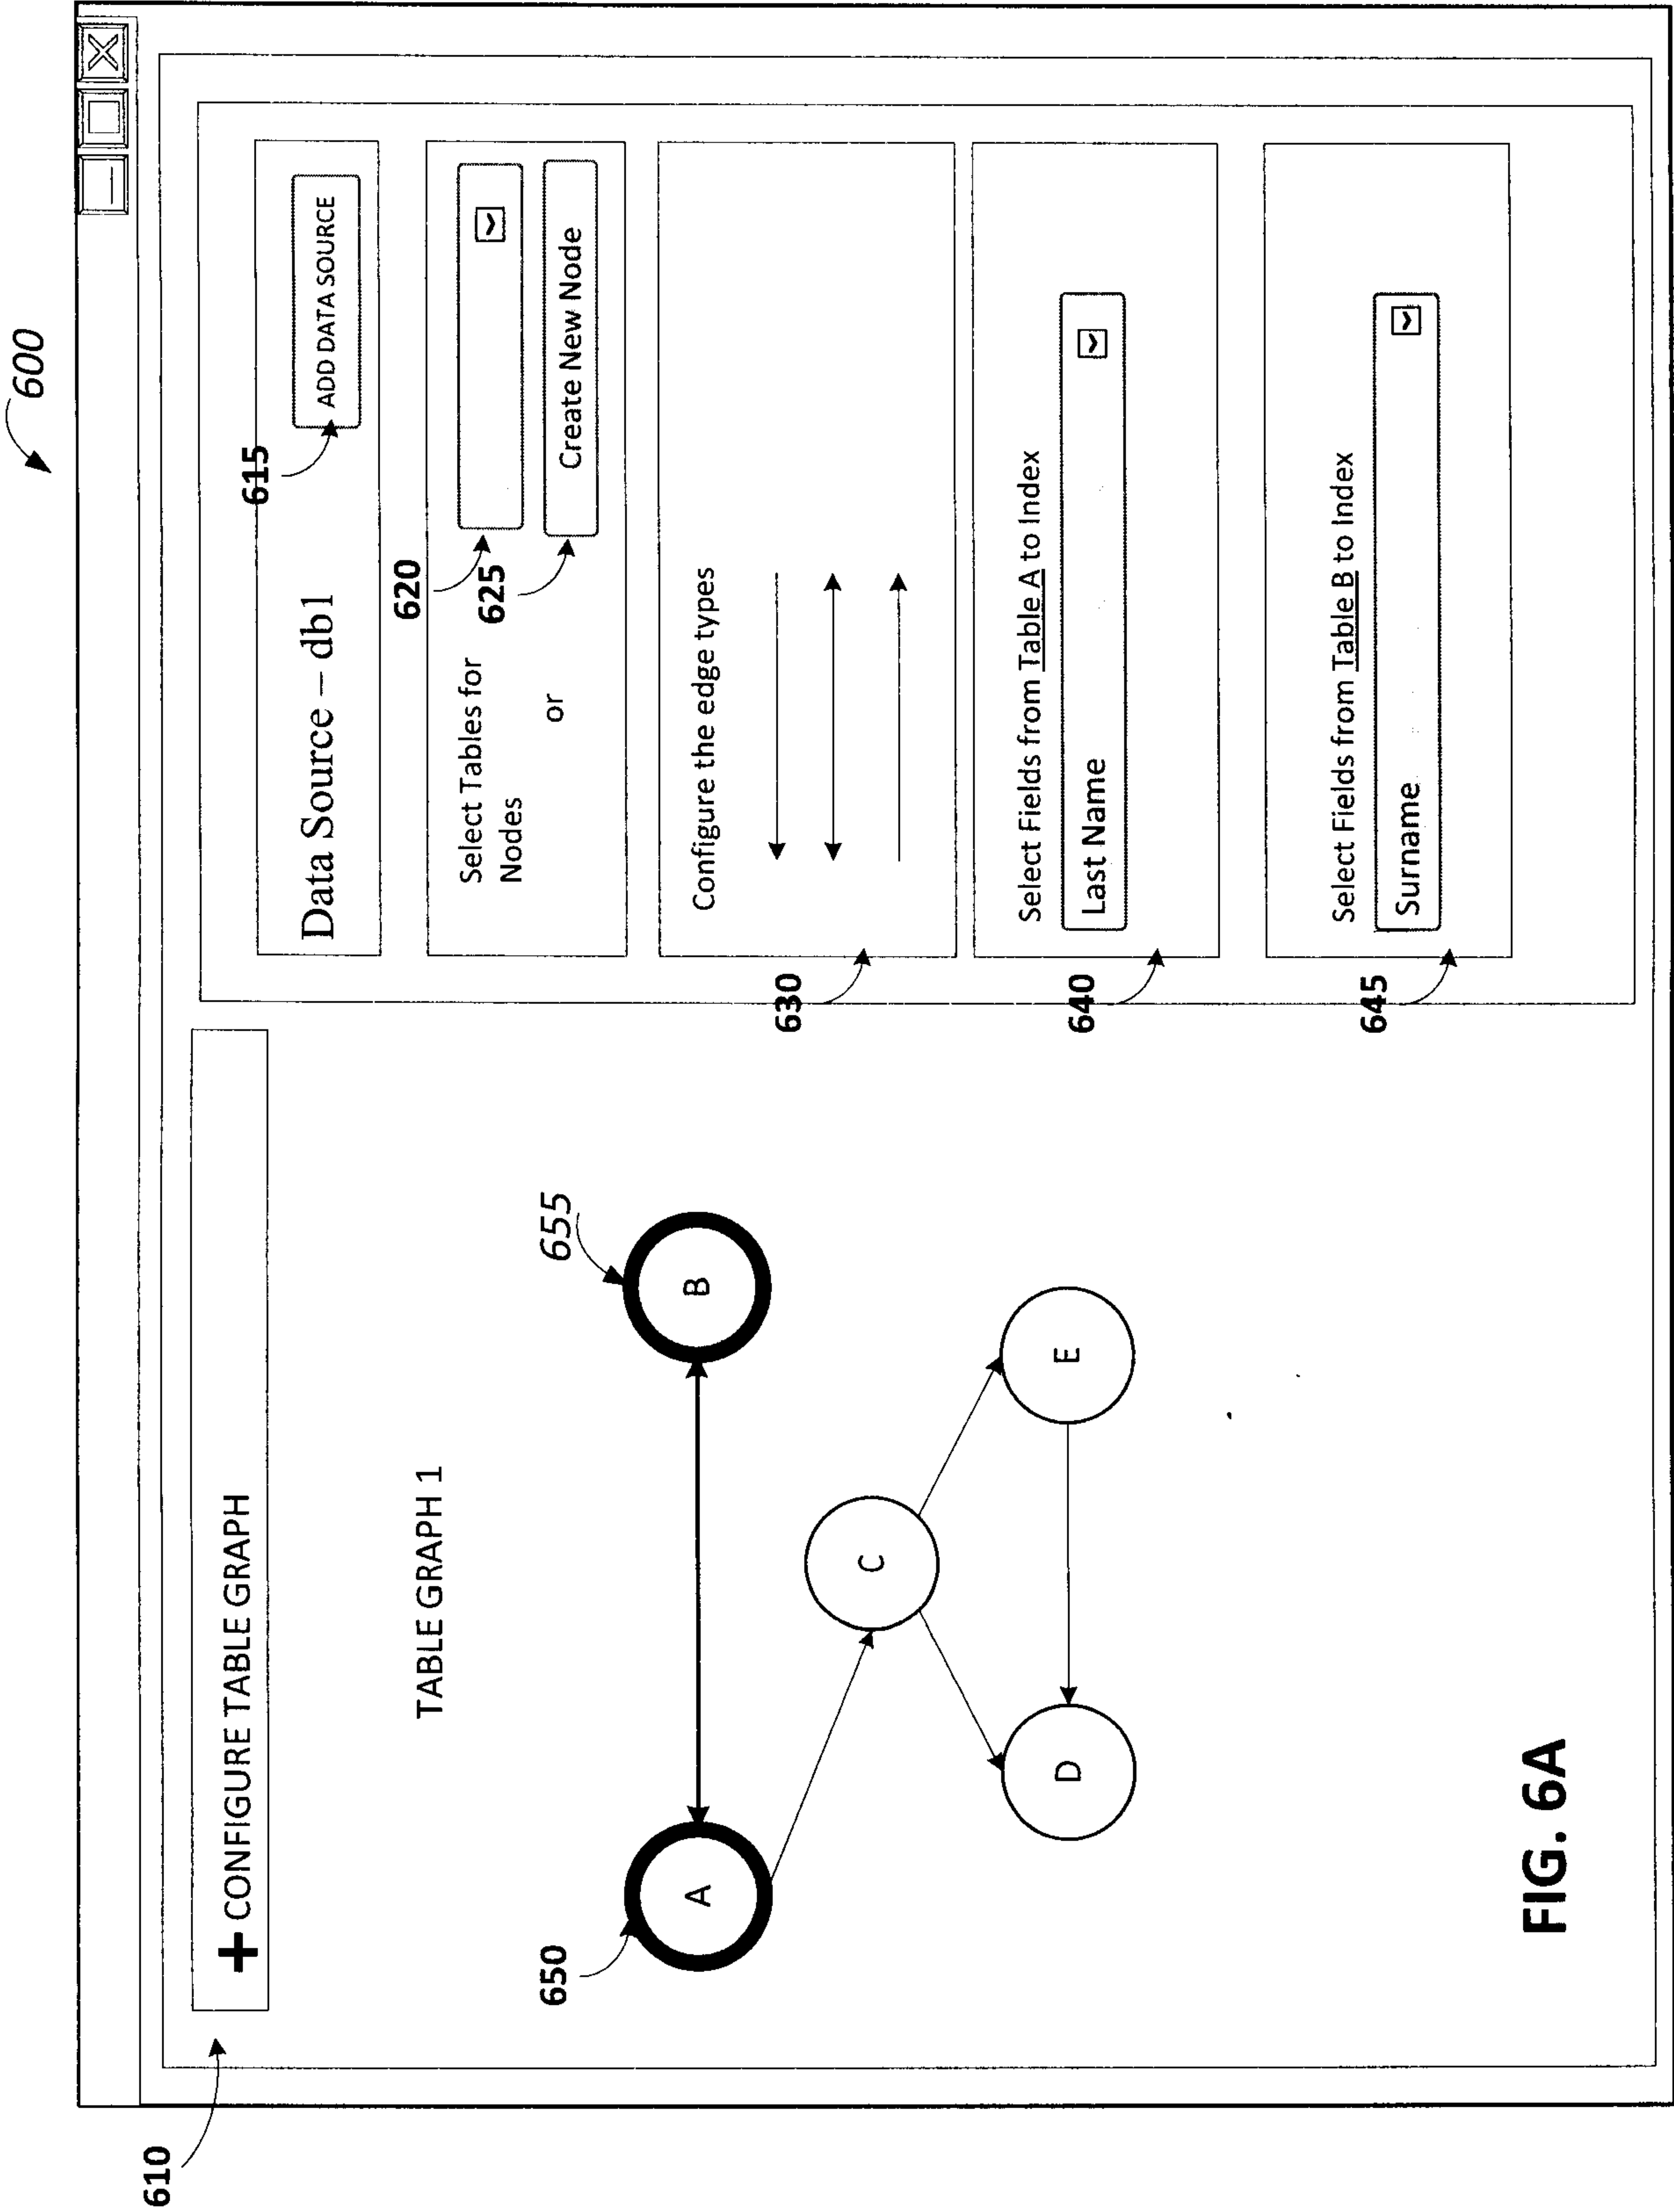 600
610
+ CONFIGURE TABLE GRAPH
TABLE GRAPH 1
650
A
655
B
C
D
E
FIG. 6A
615
Data Source – db1
ADD DATA SOURCE
620
Select Tables for
Nodes
or
625
Create New Node
Configure the edge types
630
Select Fields from Table A to Index
Last Name
640
Select Fields from Table B to Index
Surname
645